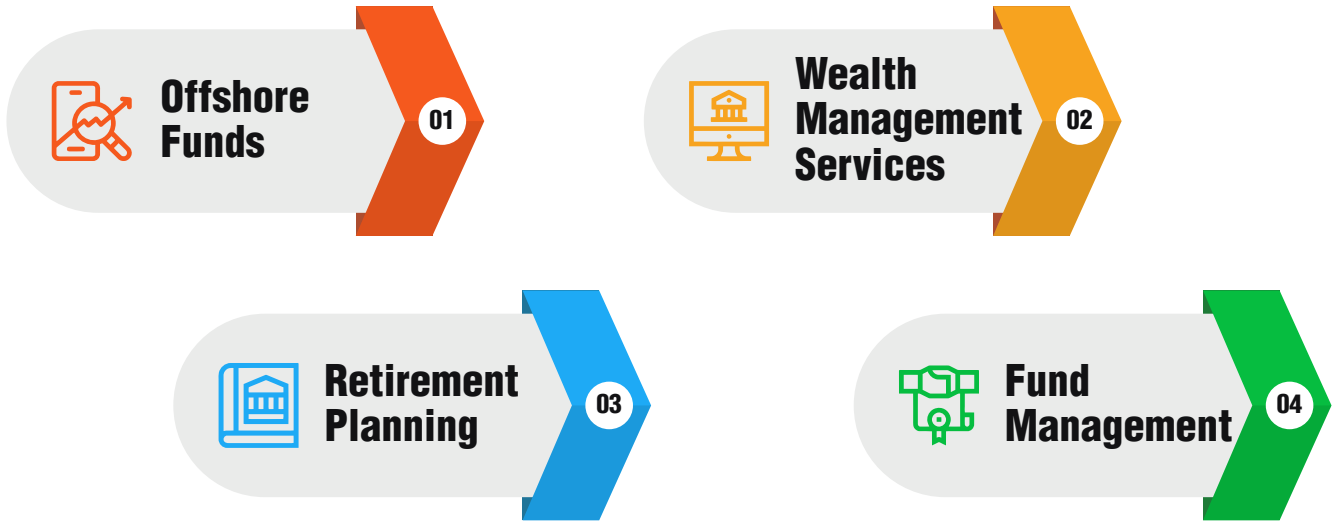 Offshore
Funds
01
Wealth
Management
Services
02
Retirement
Planning
03
Fund
Management
04